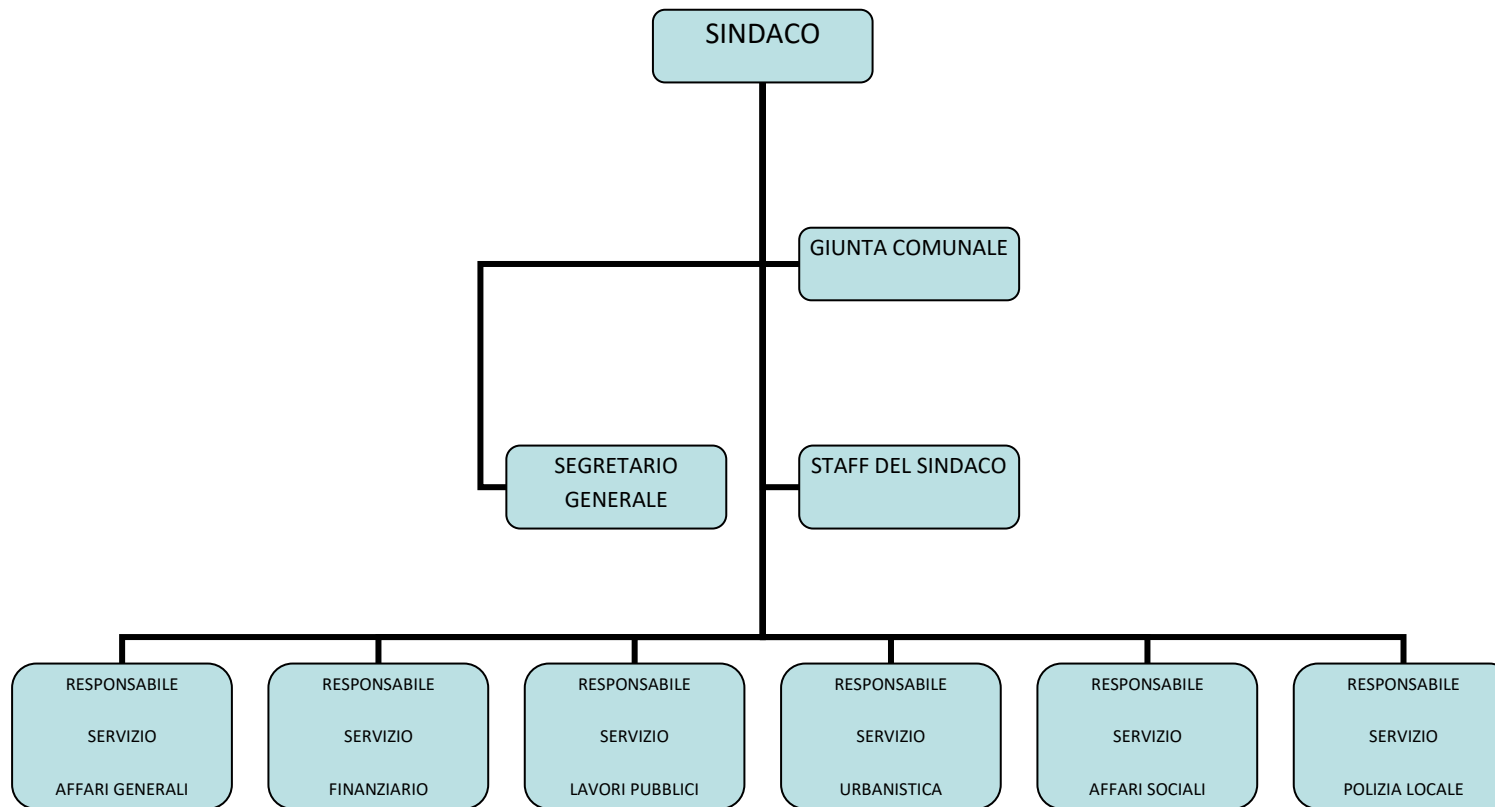 SINDACO
GIUNTA COMUNALE
SEGRETARIO
GENERALE
STAFF DEL SINDACO
RESPONSABILE
SERVIZIO
AFFARI GENERALI
RESPONSABILE
SERVIZIO
FINANZIARIO
RESPONSABILE
SERVIZIO
LAVORI PUBBLICI
RESPONSABILE
SERVIZIO
URBANISTICA
RESPONSABILE
SERVIZIO
AFFARI SOCIALI
RESPONSABILE
SERVIZIO
POLIZIA LOCALE